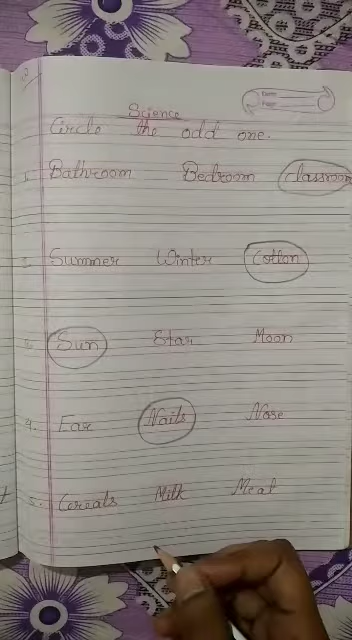 Science
Circle the odd one.
1. Bathroom Bedroom Classroom
2. Summer Winter Cotton
3. Sun Star Moon
4. Ear Nails Nose
5. Cereals Milk Meal